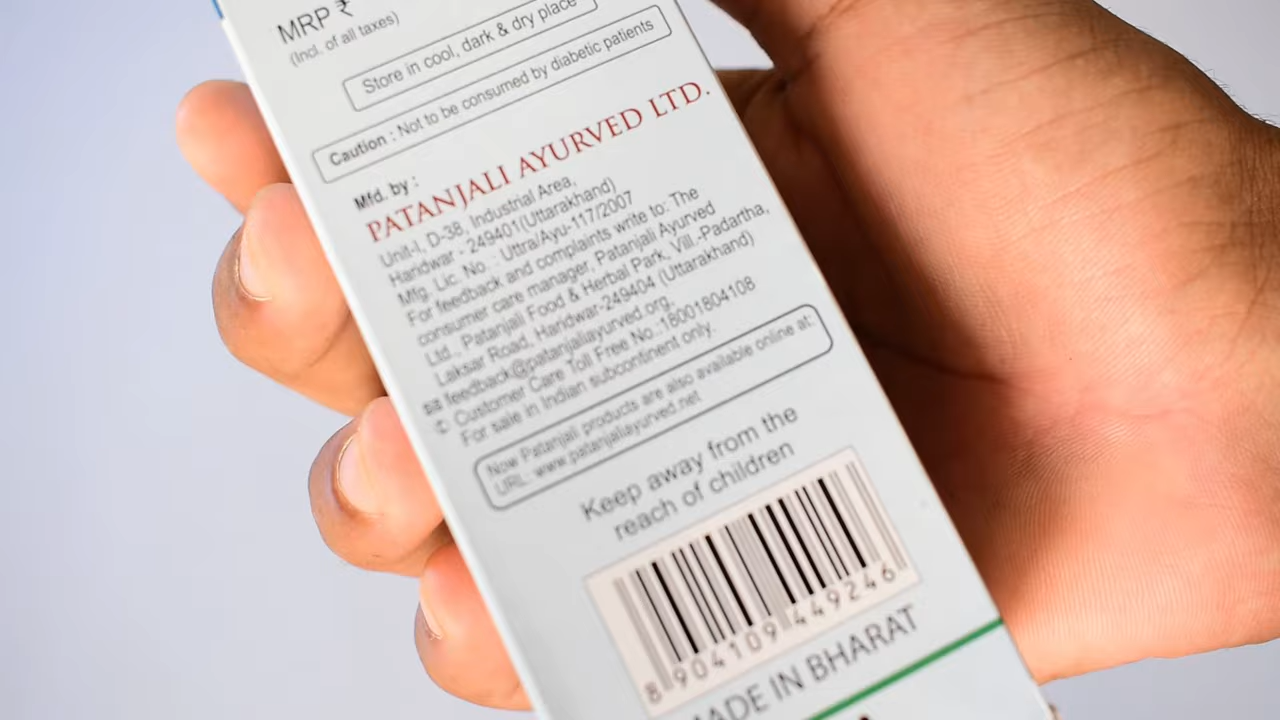 MRP ₹
(Incl. of all taxes)
Store in cool, dark & dry place
Caution : Not to be consumed by diabetic patients
Mfd. by :
PATANJALI AYURVED LTD.
Unit-I, D-38, Industrial Area,
Haridwar - 249401(Uttarakhand)
Mfg. Lic. No. : Uttra/Ayu-117/2007
For feedback and complaints write to: The
consumer care manager, Patanjali Ayurved
Ltd., Patanjali Food & Herbal Park, Vill.-Padartha,
Laksar Road, Haridwar-249404 (Uttarakhand)
feedback@patanjaliayurved.org,
Customer Care Toll Free No.:18001804108
For sale in Indian subcontinent only.
Now Patanjali products are also available online at:
URL: www.patanjaliayurved.net
Keep away from the
reach of children
8 904109 449246
MADE IN BHARAT